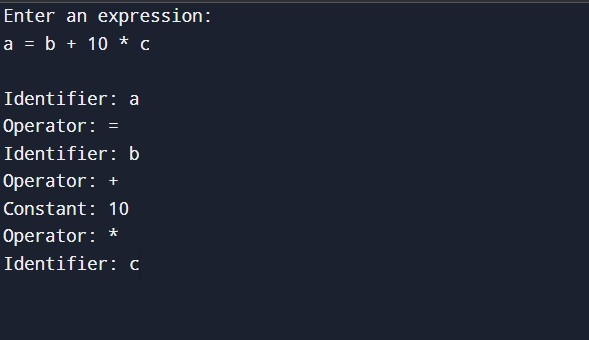 Enter an expression:
a = b + 10 * c
Identifier: a
Operator: =
Identifier: b
Operator: +
Constant: 10
Operator: *
Identifier: c